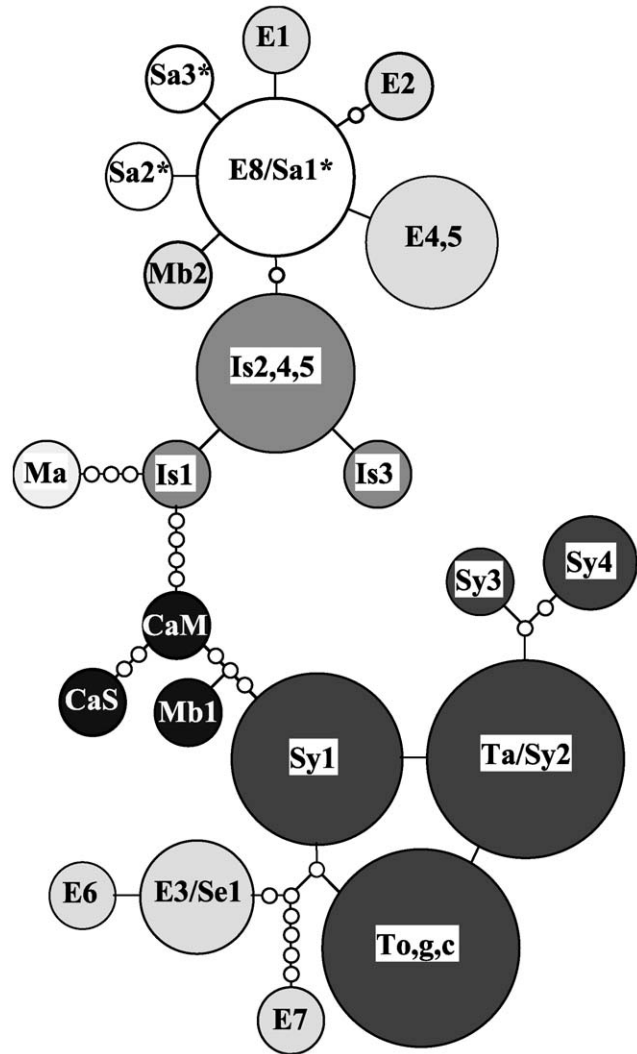 E1
Sa3*
E2
E8/Sa1*
Sa2*
E4,5
Mb2
Is2,4,5
Ma
Is1
Is3
Sy3
Sy4
CaM
CaS
Mb1
Sy1
Ta/Sy2
E6
E3/Se1
To,g,c
E7